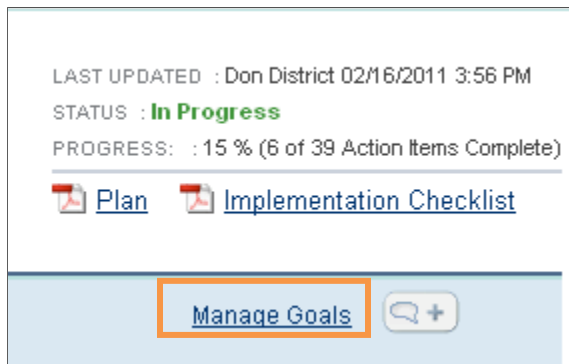 LAST UPDATED : Don District 02/16/2011 3:56 PM
STATUS : In Progress
PROGRESS: : 15 % (6 of 39 Action Items Complete)
Plan Implementation Checklist
Manage Goals